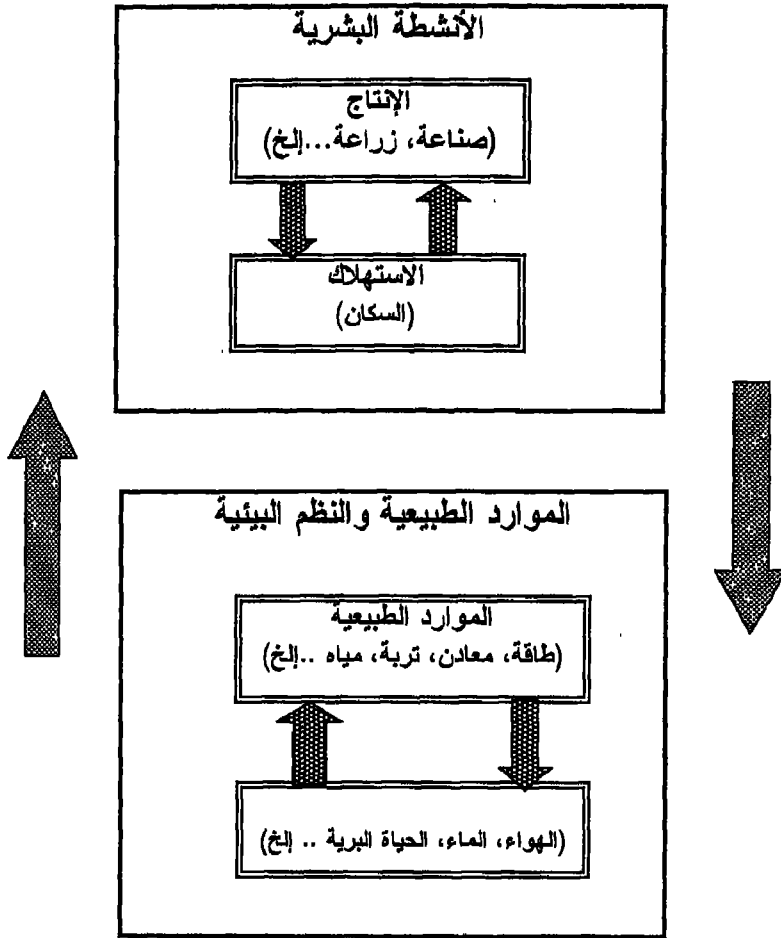 الأنشطة البشرية
الإنتاج
(صناعة، زراعة...إلخ)
الاستهلاك
(السكان)
الموارد الطبيعية والنظم البيئية
الموارد الطبيعية
(طاقة، معادن، تربة، مياه ..إلخ)
(الهواء، الماء، الحياة البرية .. إلخ)